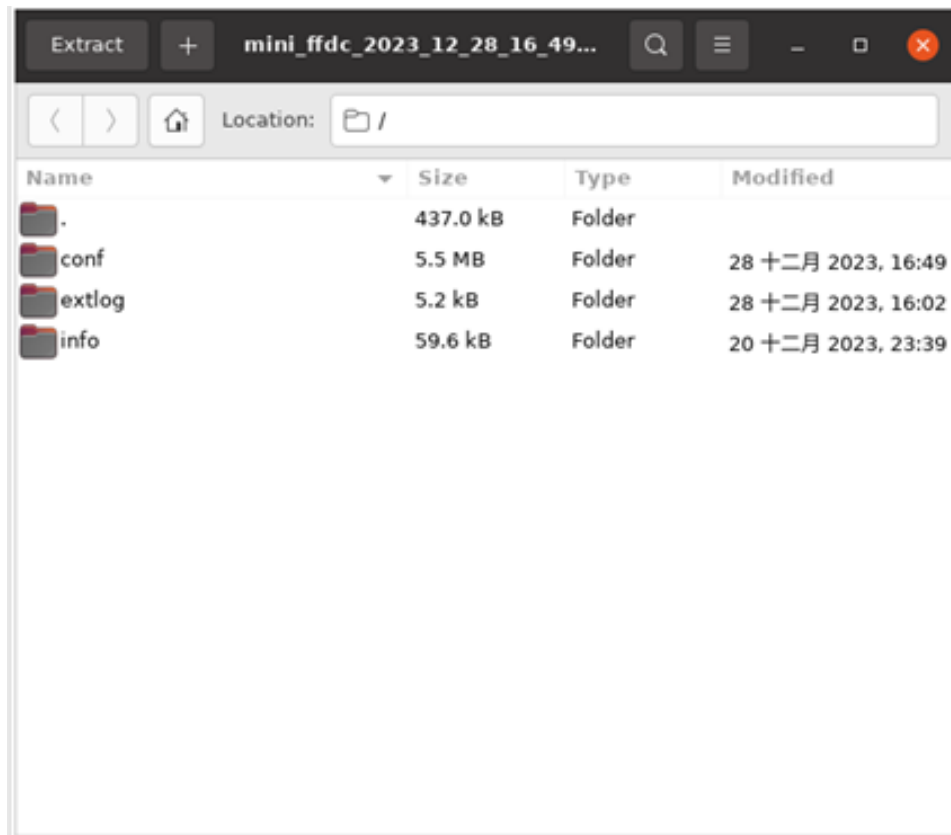 Extract + mini_ffdc_2023_12_28_16_49...
Location: /
Name Size Type Modified
. 437.0 kB Folder
conf 5.5 MB Folder 28 十二月 2023, 16:49
extlog 5.2 kB Folder 28 十二月 2023, 16:02
info 59.6 kB Folder 20 十二月 2023, 23:39